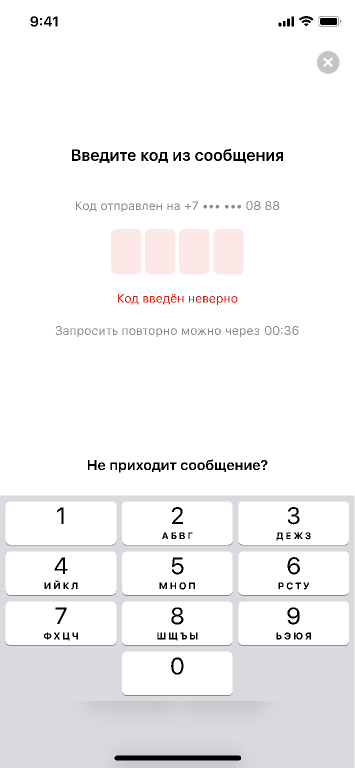 9:41
Введите код из сообщения
Код отправлен на +7 ••• ••• 08 88
Код введён неверно
Запросить повторно можно через 00:36
Не приходит сообщение?
1 2 3
АБВГ ДЕЖЗ
4 5 6
ИЙКЛ МНОП РСТУ
7 8 9
ФХЦЧ ШЩЪЫ ЬЭЮЯ
0